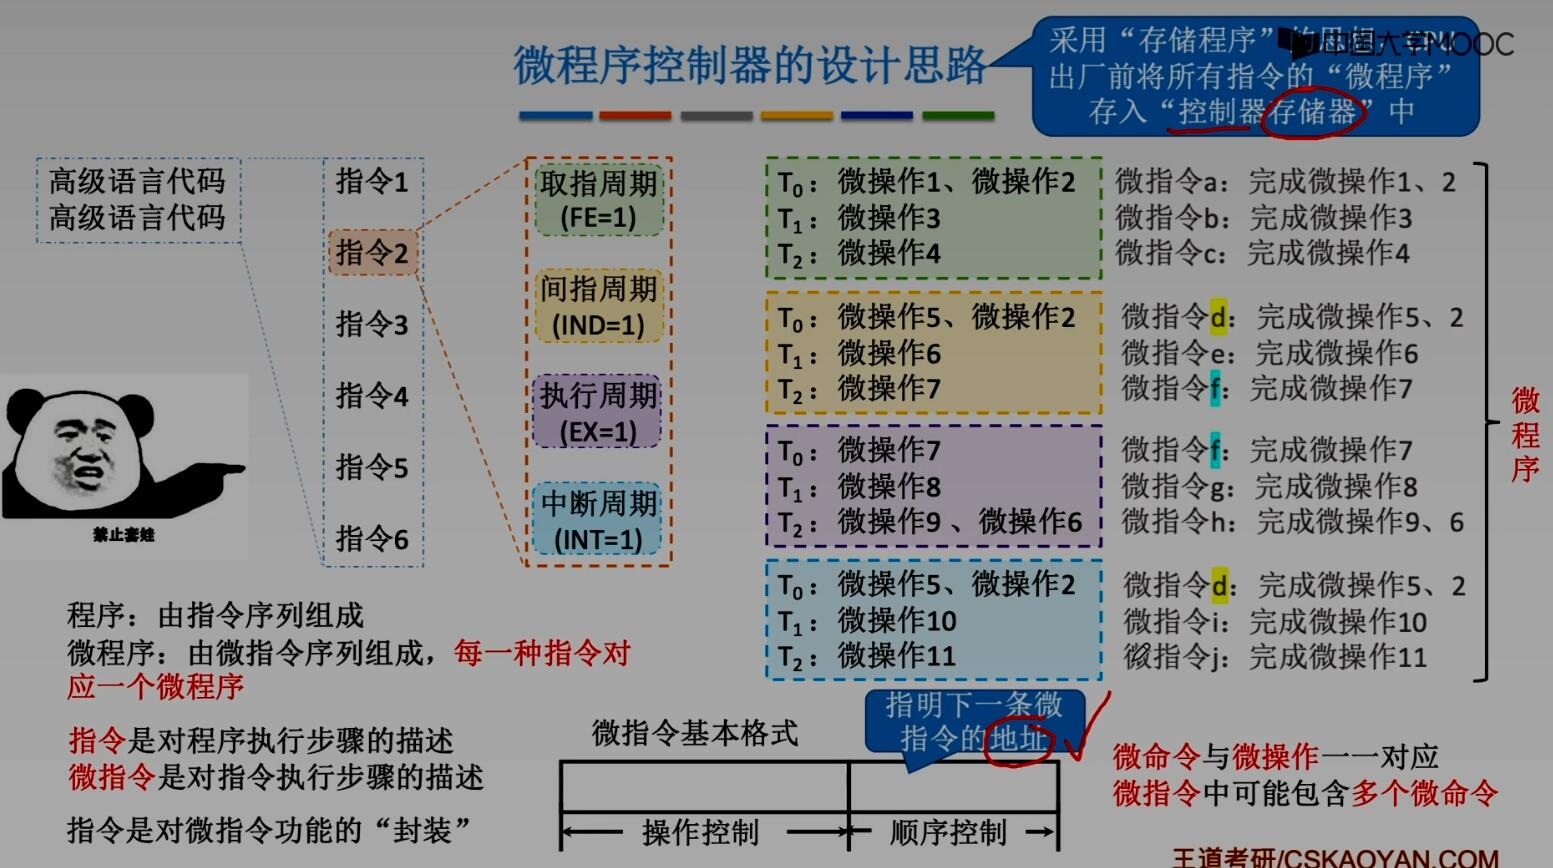 微程序控制器的设计思路
采用“存储程序”
出厂前将所有指令的“微程序”
存入“控制器存储器”中
中国大学MOOC
高级语言代码
高级语言代码
指令1
指令2
指令3
指令4
指令5
指令6
取指周期
(FE=1)
间指周期
(IND=1)
执行周期
(EX=1)
中断周期
(INT=1)
T0：微操作1、微操作2
T1：微操作3
T2：微操作4
T0：微操作5、微操作2
T1：微操作6
T2：微操作7
T0：微操作7
T1：微操作8
T2：微操作9 、微操作6
T0：微操作5、微操作2
T1：微操作10
T2：微操作11
微指令a：完成微操作1、2
微指令b：完成微操作3
微指令c：完成微操作4
微指令d：完成微操作5、2
微指令e：完成微操作6
微指令f：完成微操作7
微指令f：完成微操作7
微指令g：完成微操作8
微指令h：完成微操作9、6
微指令d：完成微操作5、2
微指令i：完成微操作10
微指令j：完成微操作11
微程序
禁止套娃
程序：由指令序列组成
微程序：由微指令序列组成，每一种指令对
应一个微程序
指令是对程序执行步骤的描述
微指令是对指令执行步骤的描述
指令是对微指令功能的“封装”
微指令基本格式
指明下一条微
指令的地址
操作控制
顺序控制
微命令与微操作一一对应
微指令中可能包含多个微命令
王道考研/CSKAOYAN.COM